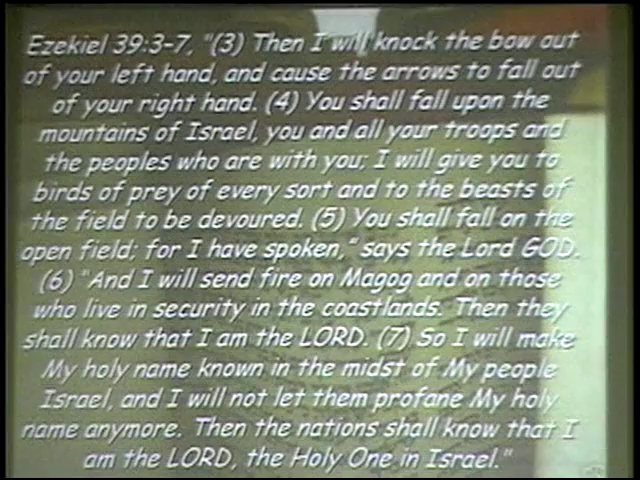 Ezekiel 39:3-7, "(3) Then I will knock the bow out
of your left hand, and cause the arrows to fall out
of your right hand. (4) You shall fall upon the
mountains of Israel, you and all your troops and
the peoples who are with you; I will give you to
birds of prey of every sort and to the beasts of
the field to be devoured. (5) You shall fall on the
open field; for I have spoken," says the Lord GOD.
(6) "And I will send fire on Magog and on those
who live in security in the coastlands. Then they
shall know that I am the LORD. (7) So I will make
My holy name known in the midst of My people
Israel, and I will not let them profane My holy
name anymore. Then the nations shall know that I
am the LORD, the Holy One in Israel."